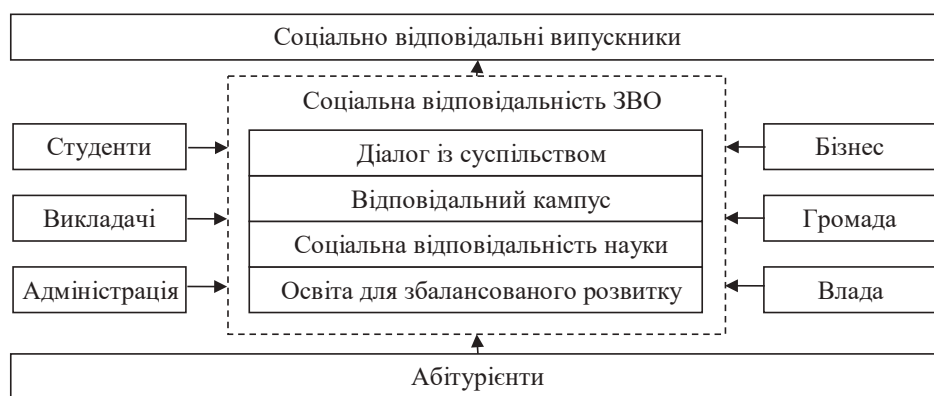 Соціально відповідальні випускники
Соціальна відповідальність ЗВО
Студенти
Діалог із суспільством
Бізнес
Викладачі
Відповідальний кампус
Громада
Соціальна відповідальність науки
Адміністрація
Освіта для збалансованого розвитку
Влада
Абітурієнти